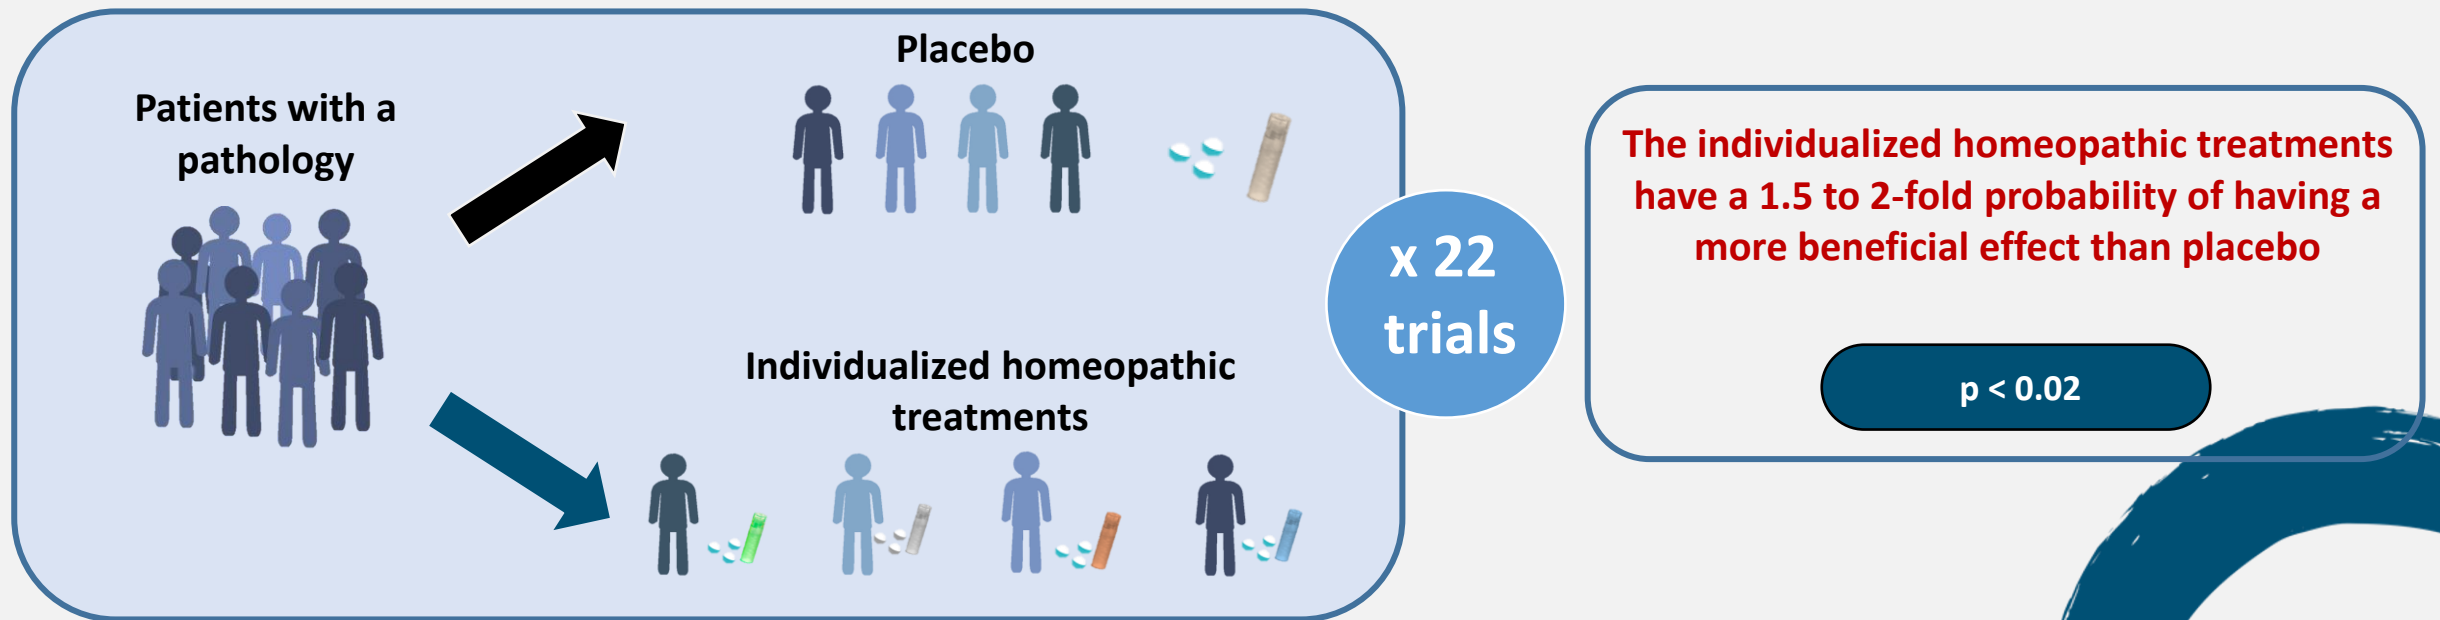 Patients with a
pathology
Placebo
Individualized homeopathic
treatments
x 22
trials
The individualized homeopathic treatments
have a 1.5 to 2-fold probability of having a
more beneficial effect than placebo
p < 0.02